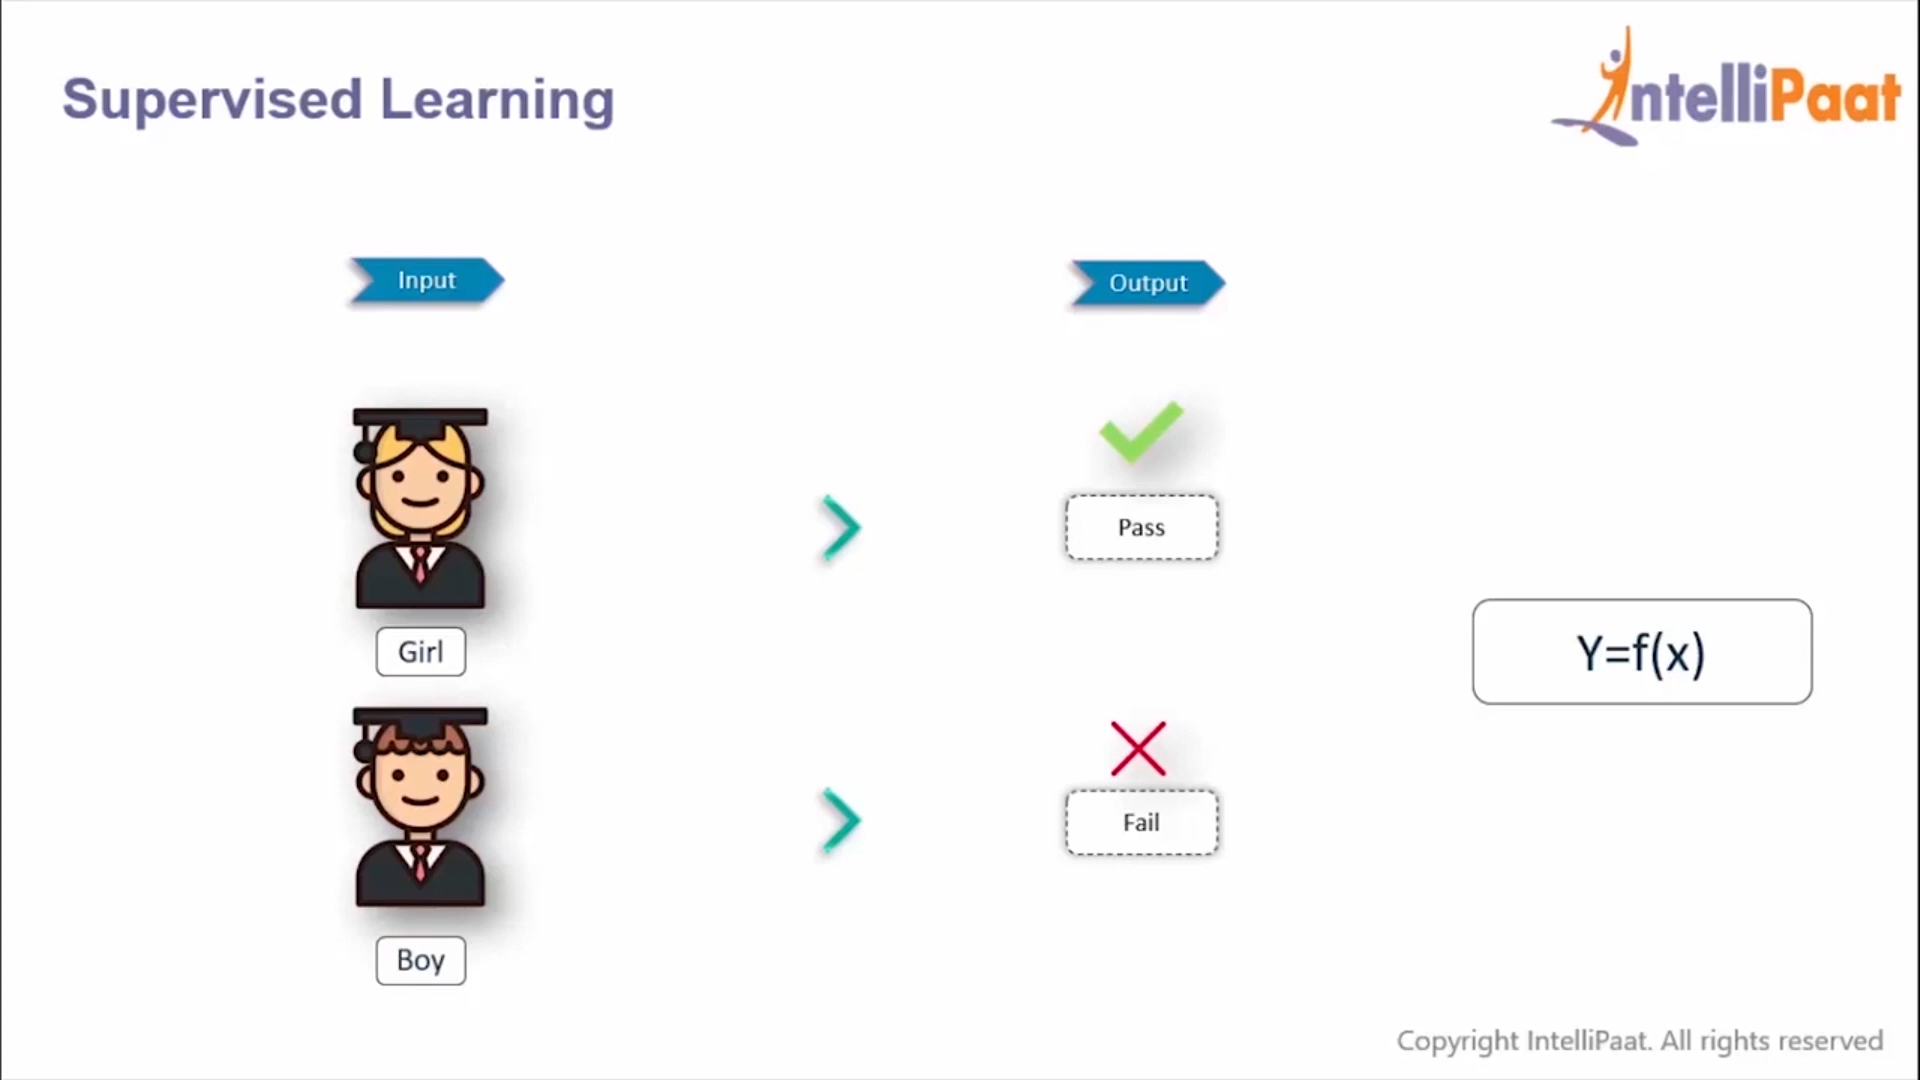 Supervised Learning
IntelliPaat
Input
Output
Pass
Girl
Y=f(x)
Fail
Boy
Copyright IntelliPaat. All rights reserved